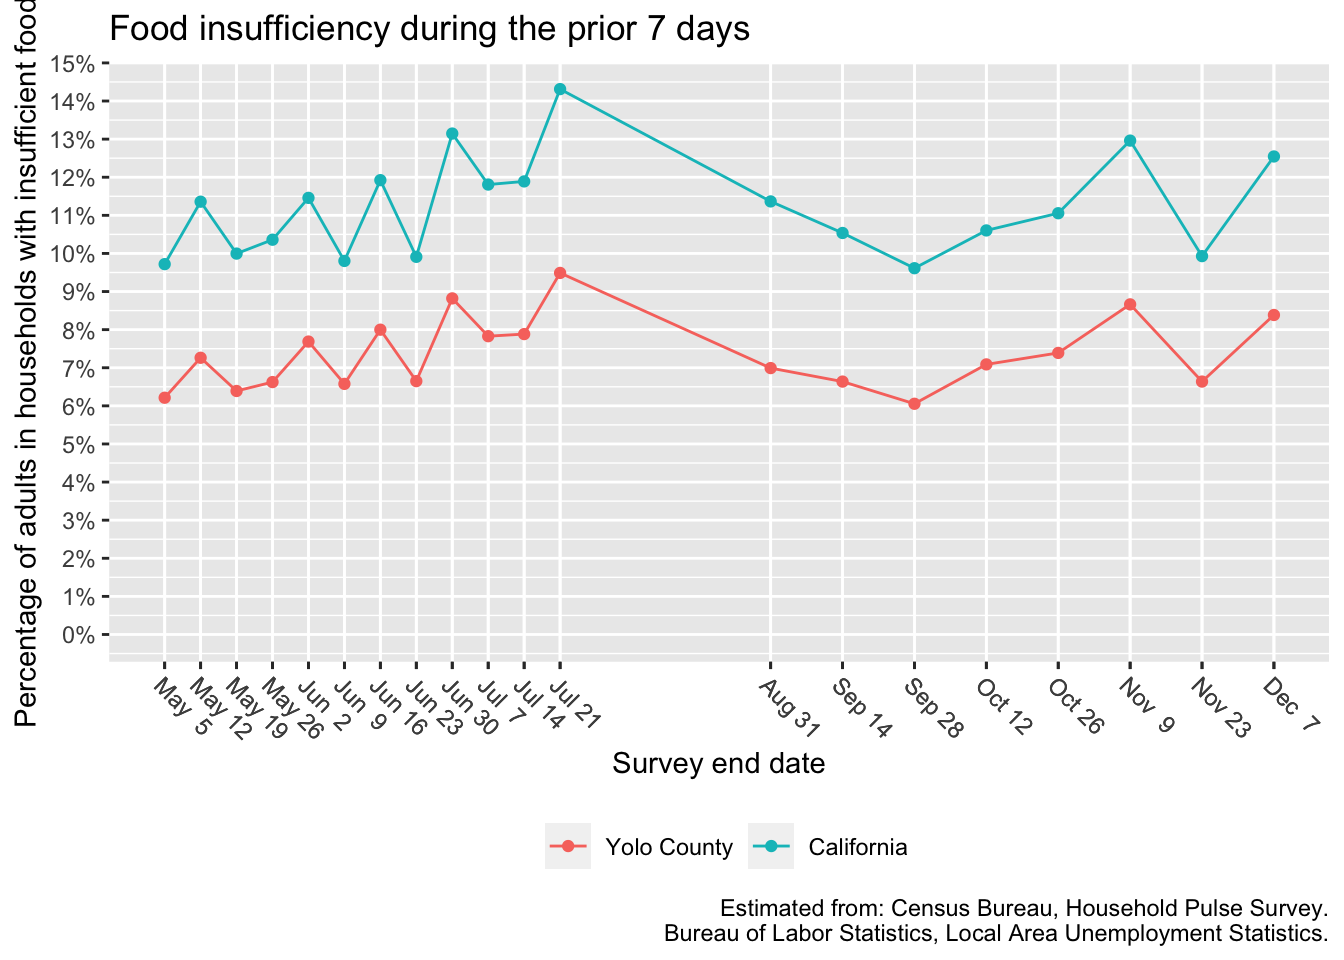 Food insufficiency during the prior 7 days
Percentage of adults in households with insufficient food
15%
14%
13%
12%
11%
10%
9%
8%
7%
6%
5%
4%
3%
2%
1%
0%
May 5
May 12
May 19
May 26
Jun 2
Jun 9
Jun 16
Jun 23
Jun 30
Jul 7
Jul 14
Jul 21
Aug 31
Sep 14
Sep 28
Oct 12
Oct 26
Nov 9
Nov 23
Dec 7
Survey end date
Yolo County
California
Estimated from: Census Bureau, Household Pulse Survey.
Bureau of Labor Statistics, Local Area Unemployment Statistics.